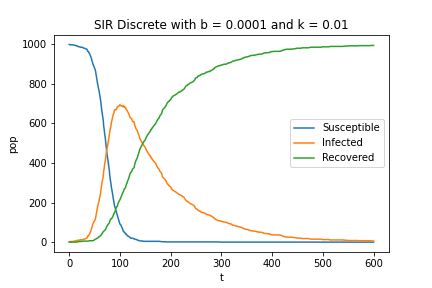 SIR Discrete with b = 0.0001 and k = 0.01
1000
800
600
400
200
0
pop
Susceptible
Infected
Recovered
0 100 200 300 400 500 600
t